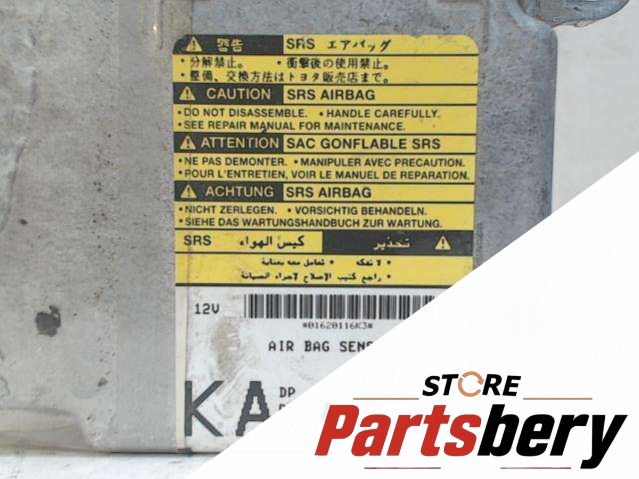 警告 SRS エアバッグ
・分解禁止。 ・衝撃後の使用禁止。
・整備、交換方法はトヨタ販売店まで。
CAUTION SRS AIRBAG
•DO NOT DISASSEMBLE. •HANDLE CAREFULLY.
•SEE REPAIR MANUAL FOR MAINTENANCE.
ATTENTION SAC GONFLABLE SRS
•NE PAS DEMONTER. •MANIPULER AVEC PRECAUTION.
•POUR L'ENTRETIEN, VOIR LE MANUEL DE REPARATION.
ACHTUNG SRS AIRBAG
•NICHT ZERLEGEN. •VORSICHTIG BEHANDELN.
•SIEHE DAS WARTUNGSHANDBUCH ZUR WARTUNG.
تحذير كيس الهواء SRS
• لا تفكه • تعامل معه بعناية
• راجع كتيب الإصلاح لاجراء الصيانة
12V
*01620116K3*
AIR BAG SENS
KA DP
STORE
Partsbery